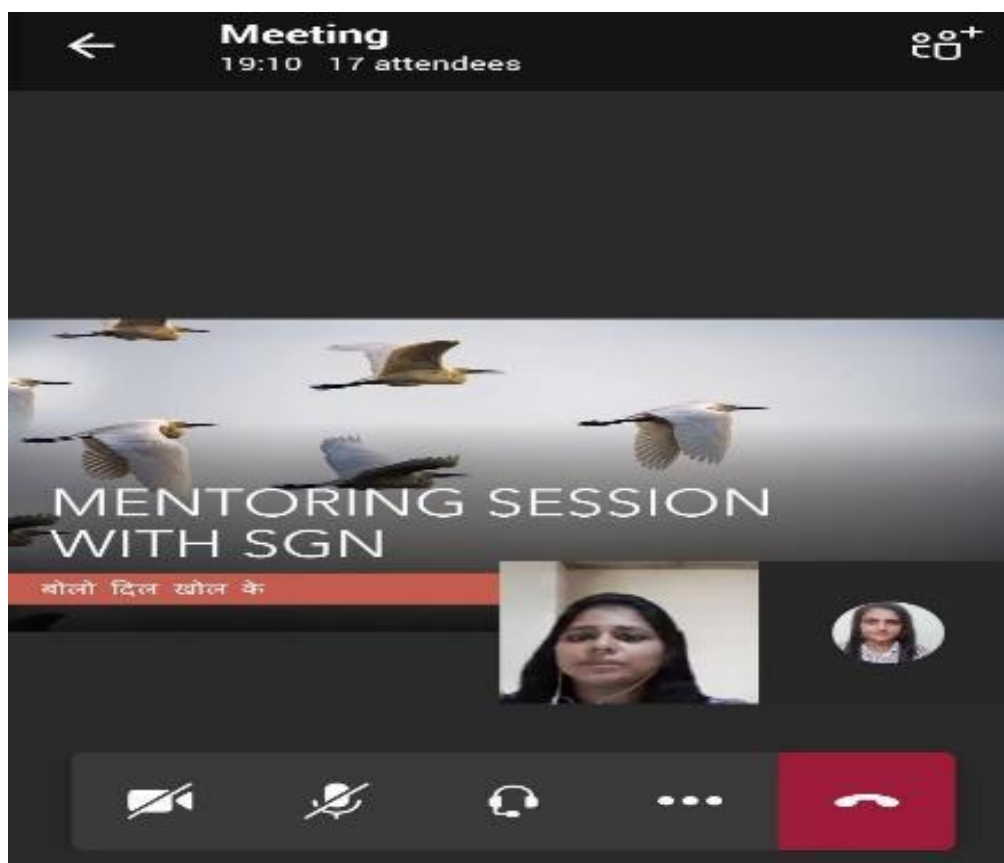 Meeting
19:10 17 attendees
MENTORING SESSION
WITH SGN
बोलो दिल खोल के